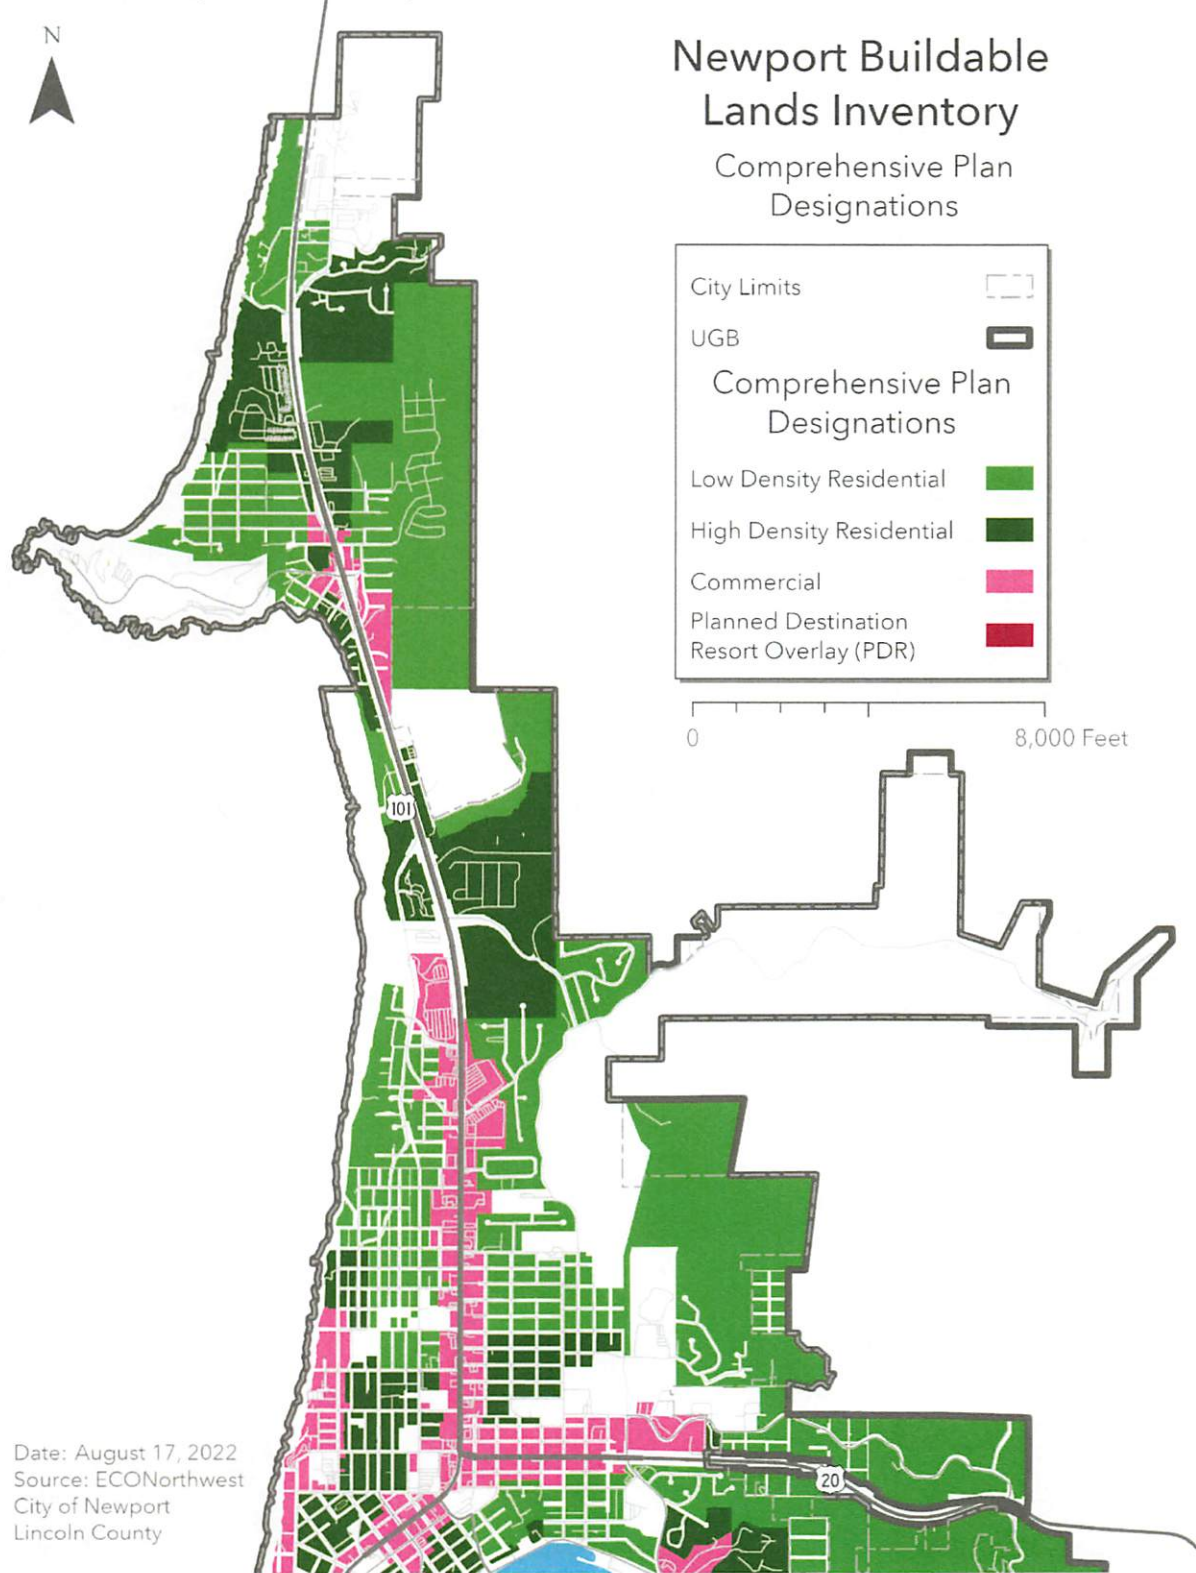 N
Newport Buildable
Lands Inventory
Comprehensive Plan
Designations
City Limits
UGB
Comprehensive Plan
Designations
Low Density Residential
High Density Residential
Commercial
Planned Destination
Resort Overlay (PDR)
0
8,000 Feet
101
20
Date: August 17, 2022
Source: ECONorthwest
City of Newport
Lincoln County